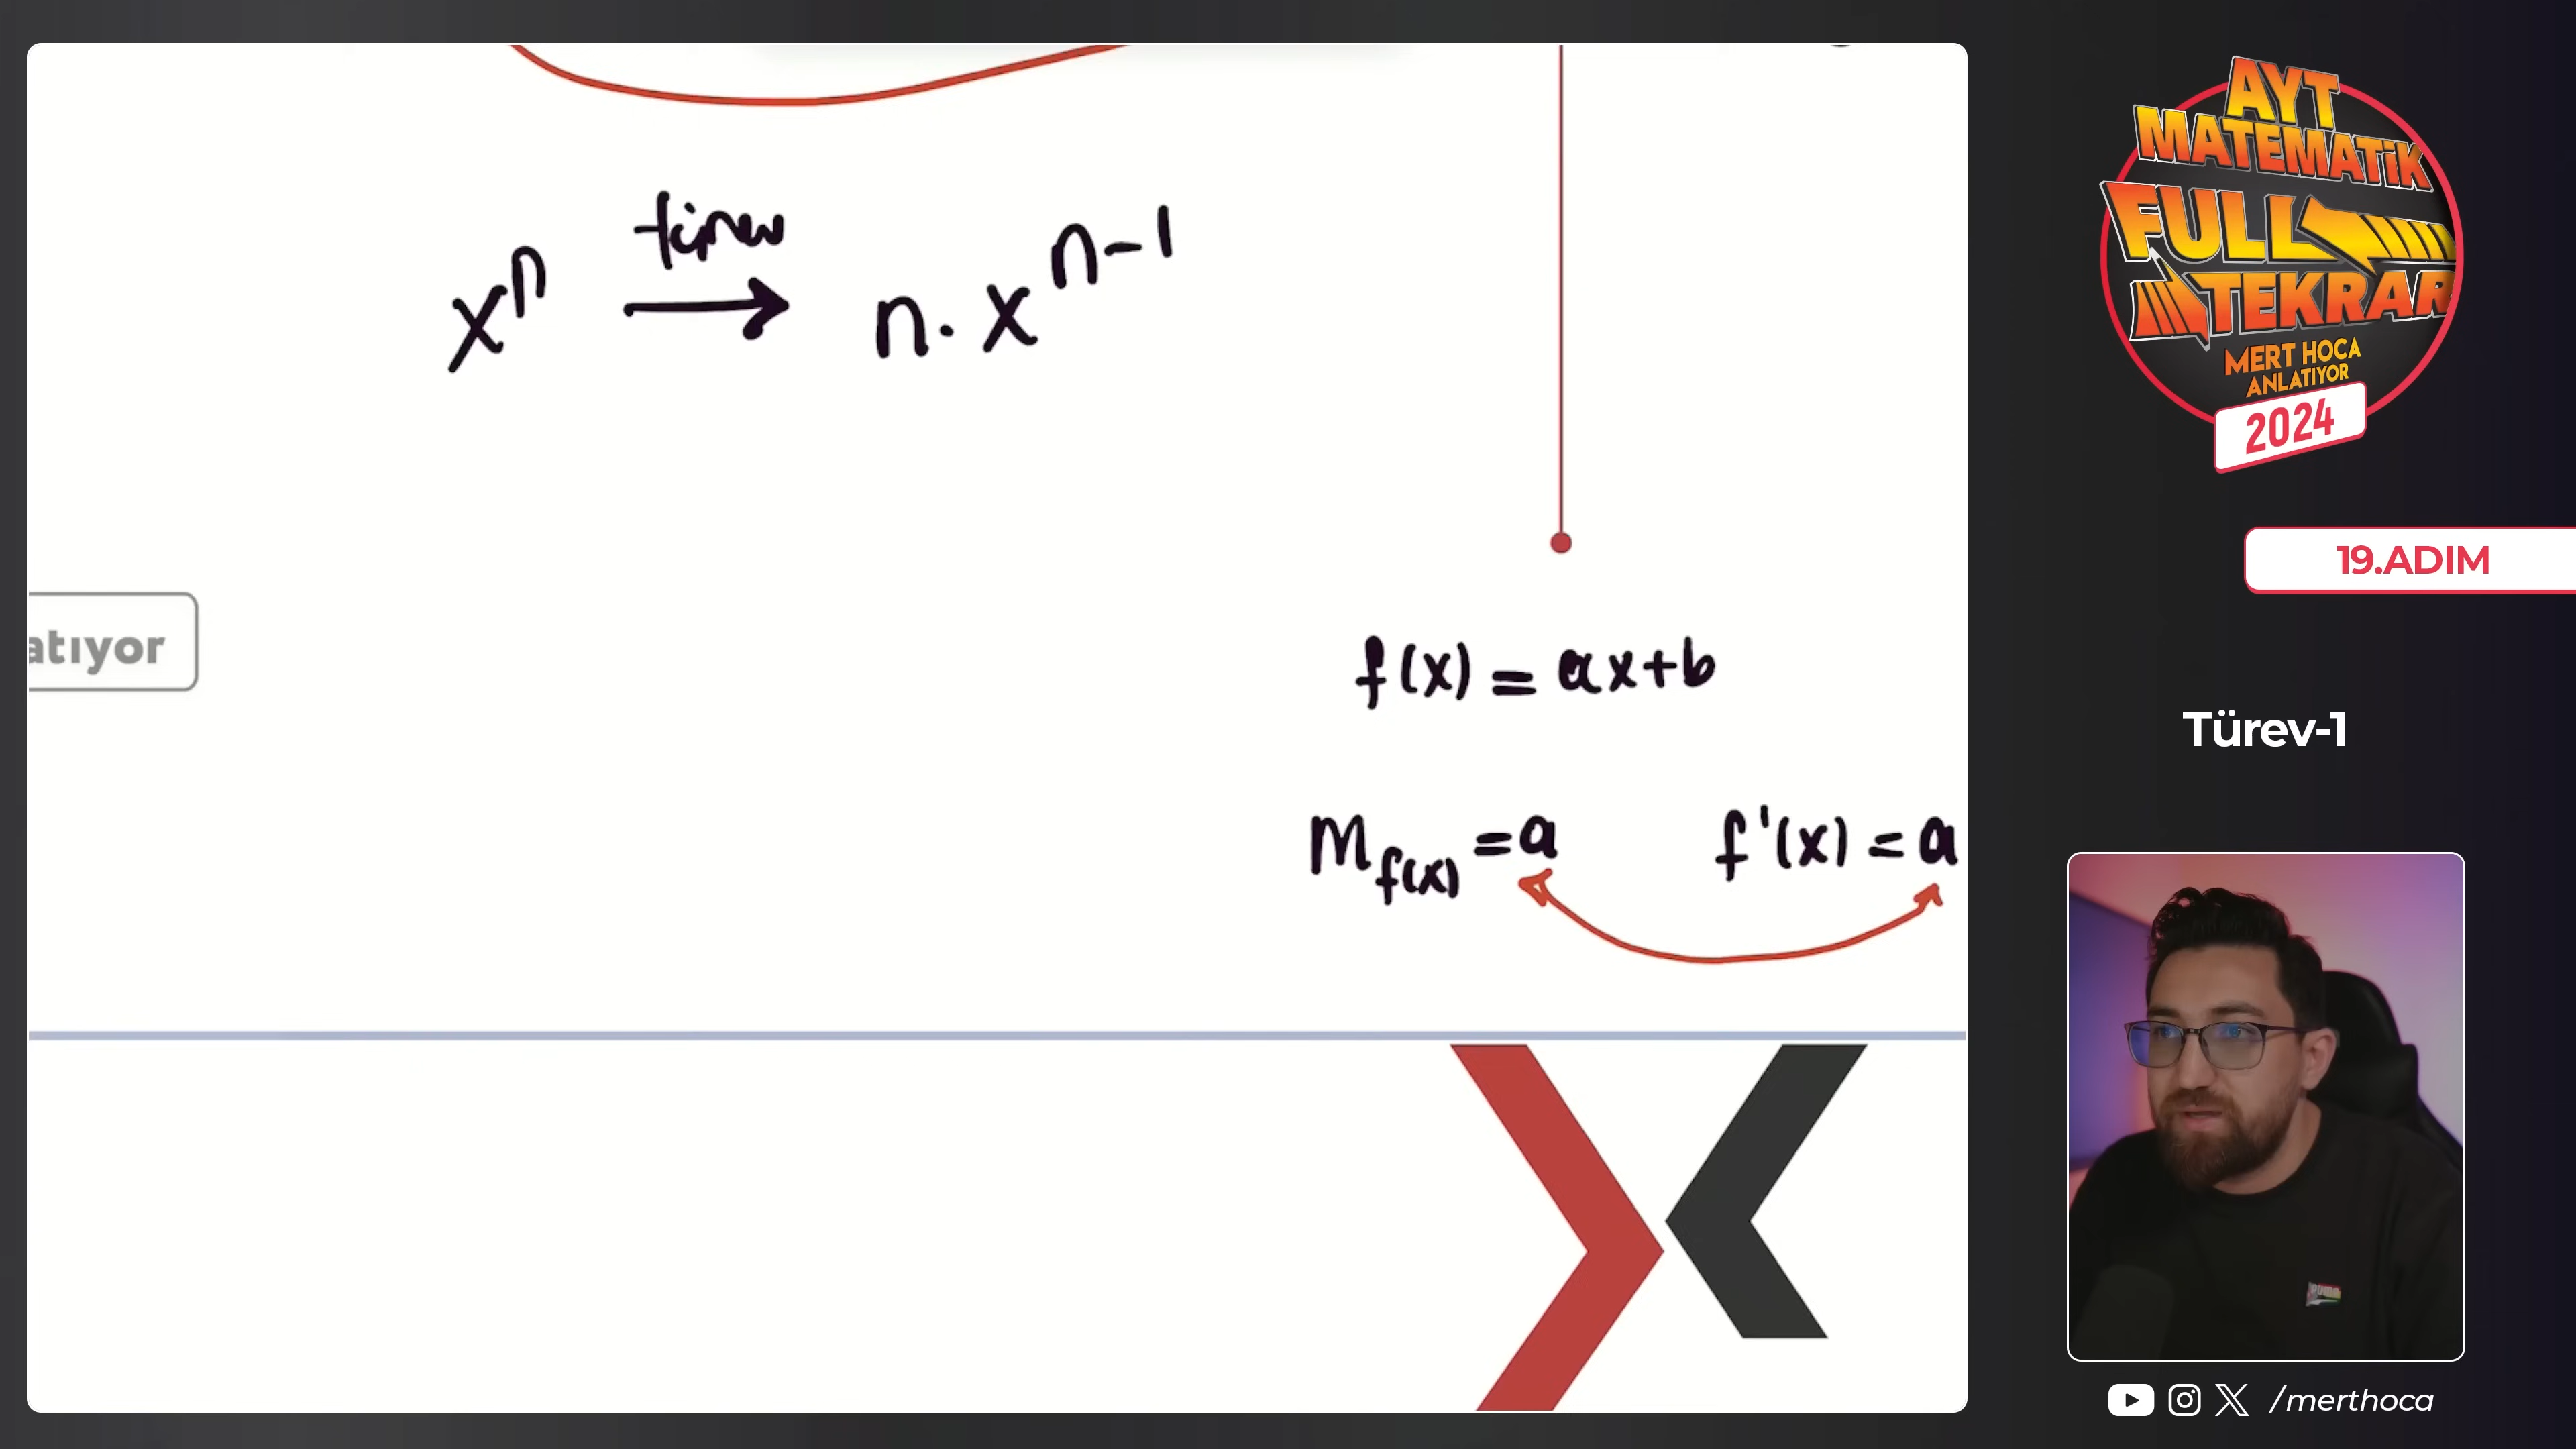 xⁿ türev → n · xⁿ⁻¹
atıyor
f(x) = ax+b
m_f(x) = a
f'(x) = a
AYT
MATEMATİK
FULL
TEKRAR
MERT HOCA
ANLATIYOR
2024
19.ADIM
Türev-1
/merthoca